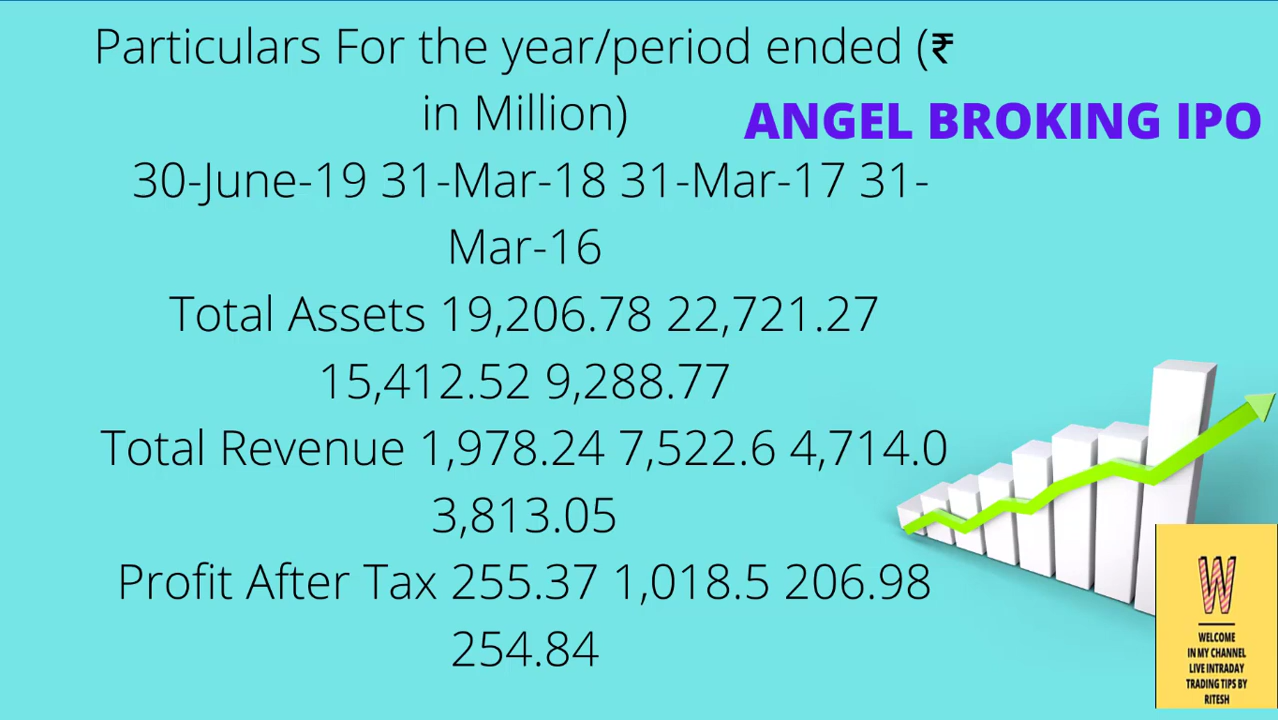 Particulars For the year/period ended (₹
in Million)
ANGEL BROKING IPO
30-June-19 31-Mar-18 31-Mar-17 31-
Mar-16
Total Assets 19,206.78 22,721.27
15,412.52 9,288.77
Total Revenue 1,978.24 7,522.6 4,714.0
3,813.05
Profit After Tax 255.37 1,018.5 206.98
254.84
W
WELCOME
IN MY CHANNEL
LIVE INTRADAY
TRADING TIPS BY
RITESH